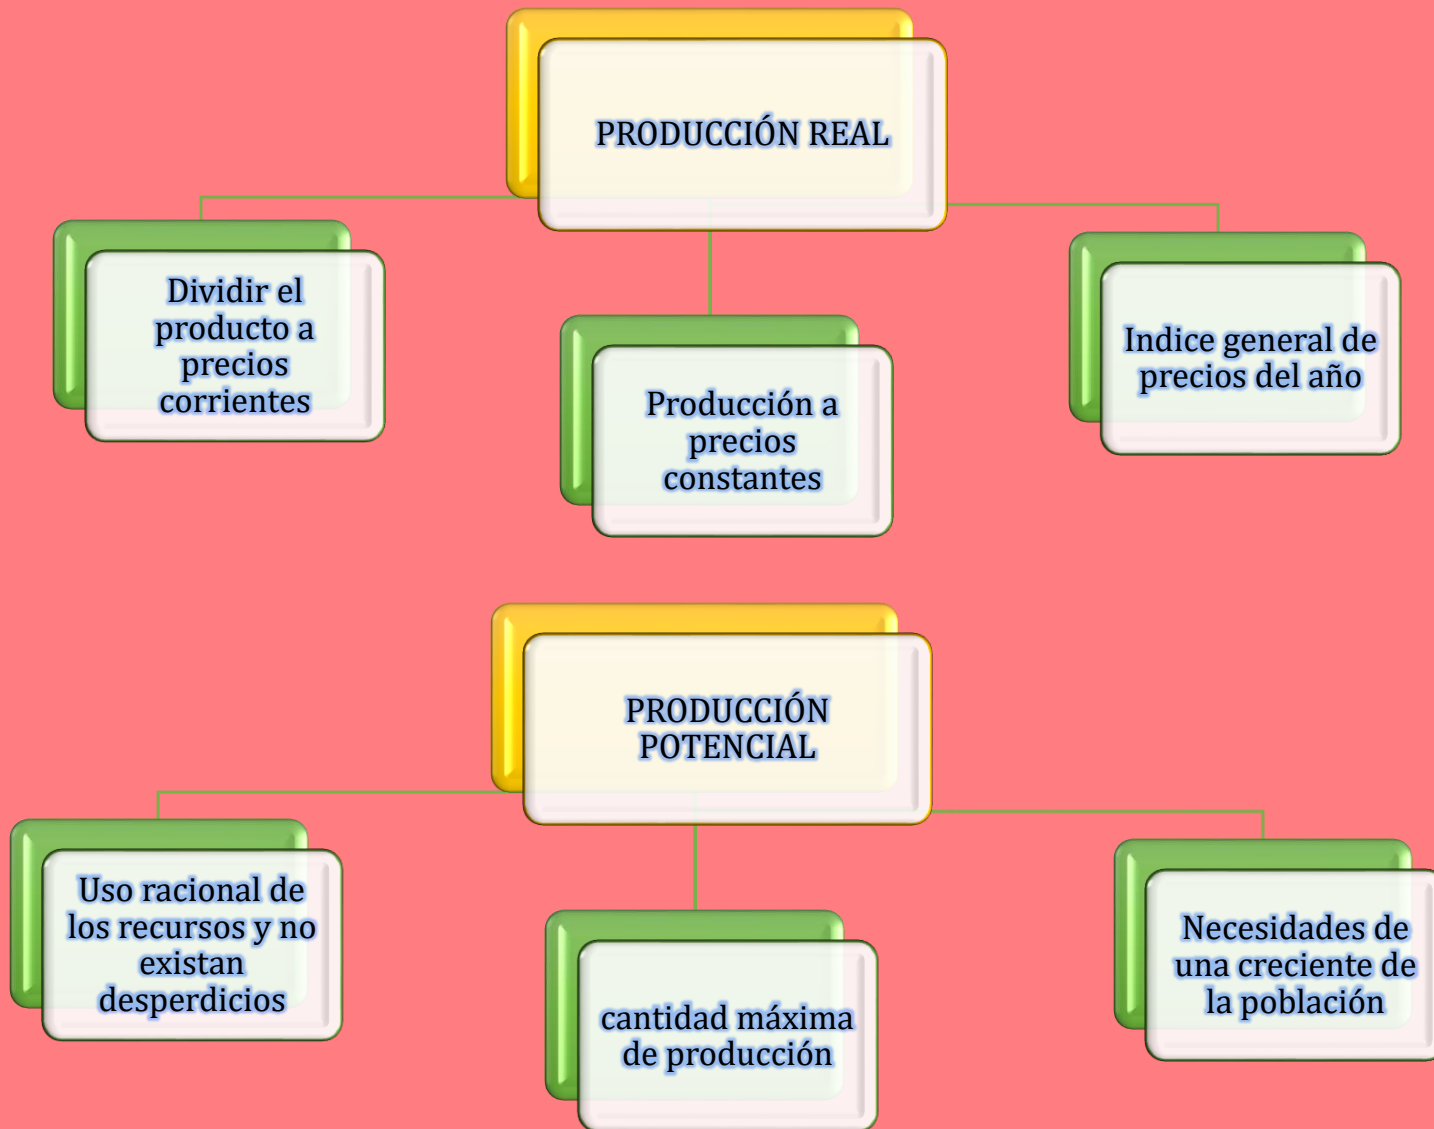 PRODUCCIÓN REAL
Dividir el
producto a
precios
corrientes
Producción a
precios
constantes
Indice general de
precios del año
PRODUCCIÓN
POTENCIAL
Uso racional de
los recursos y no
existan
desperdicios
cantidad máxima
de producción
Necesidades de
una creciente de
la población